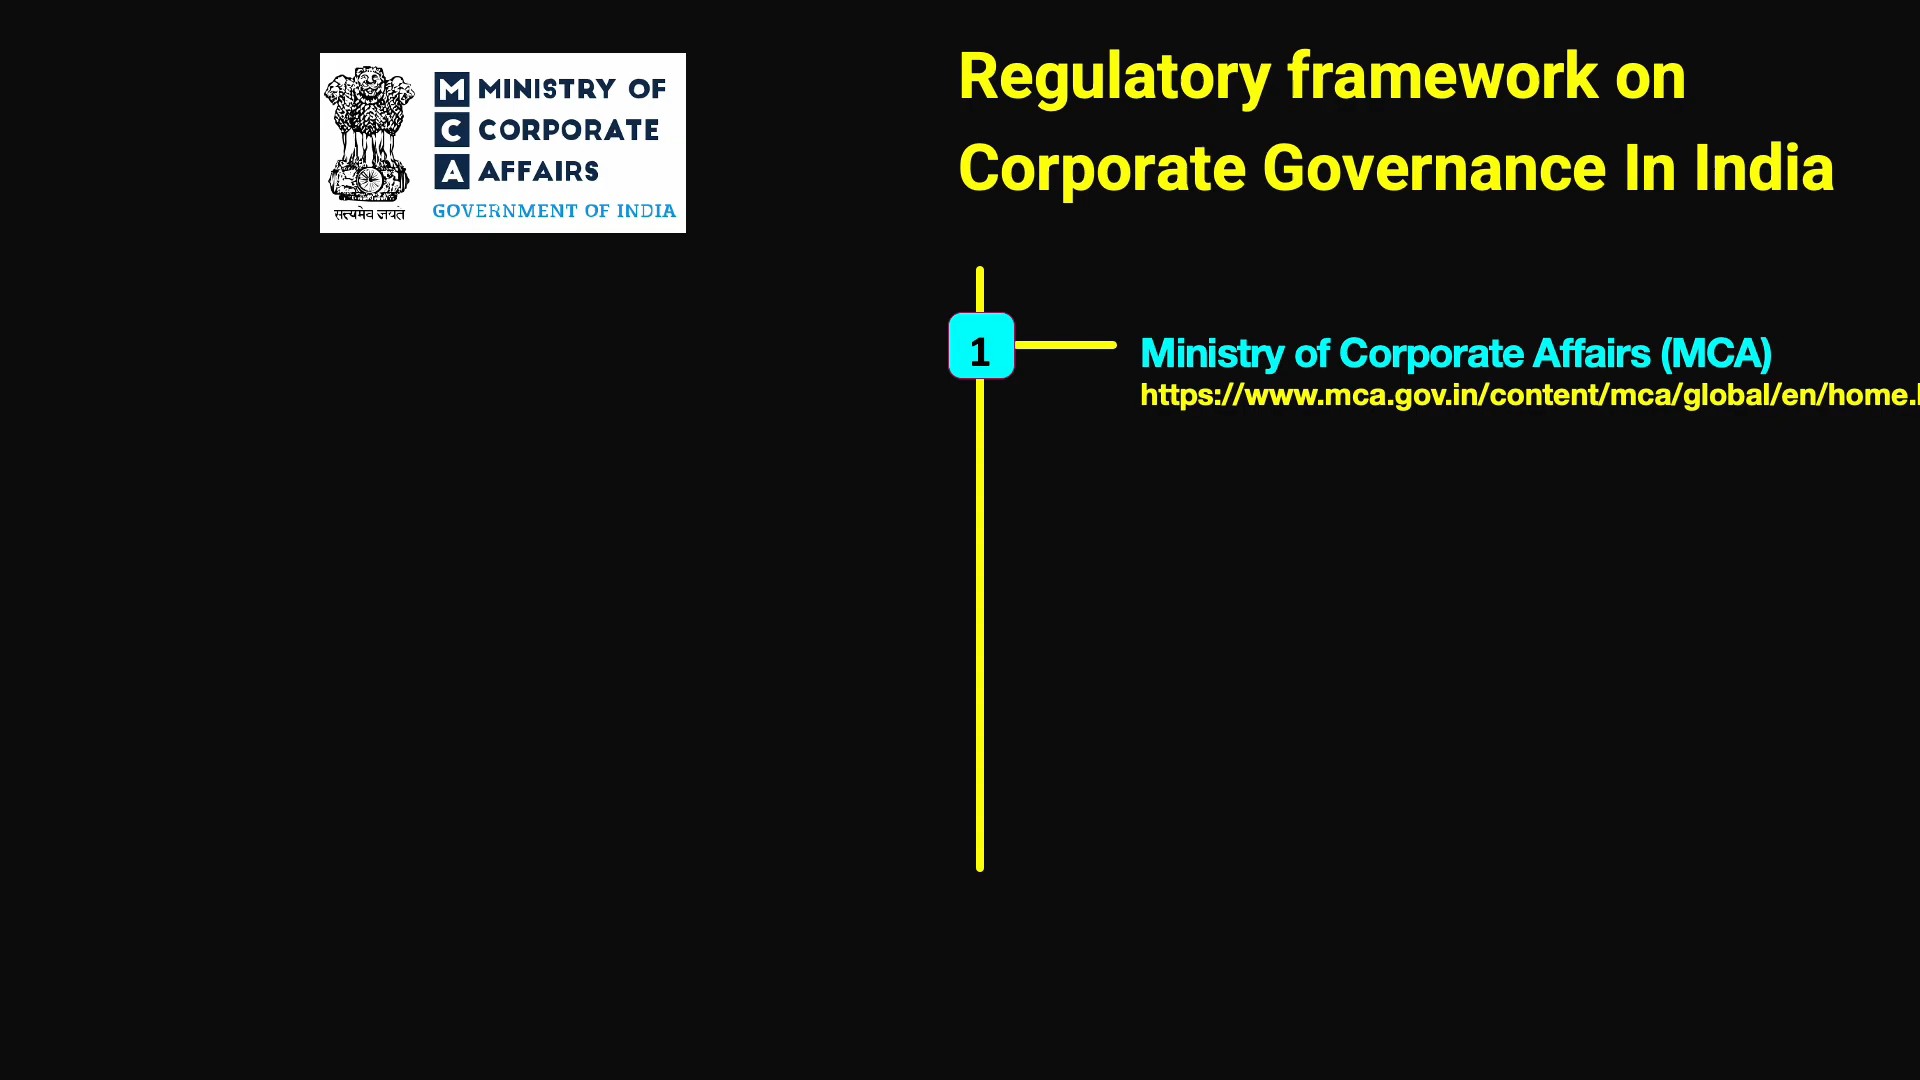 M MINISTRY OF
C CORPORATE
A AFFAIRS
GOVERNMENT OF INDIA
सत्यमेव जयते
Regulatory framework on
Corporate Governance In India
1
Ministry of Corporate Affairs (MCA)
https://www.mca.gov.in/content/mca/global/en/home.